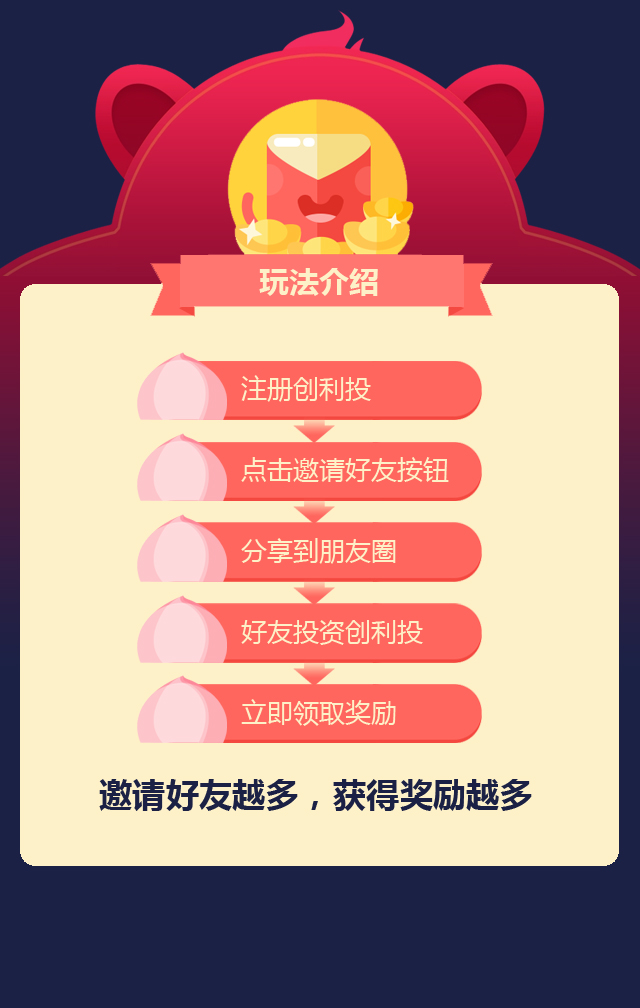 玩法介绍
注册创利投
点击邀请好友按钮
分享到朋友圈
好友投资创利投
立即领取奖励
邀请好友越多，获得奖励越多